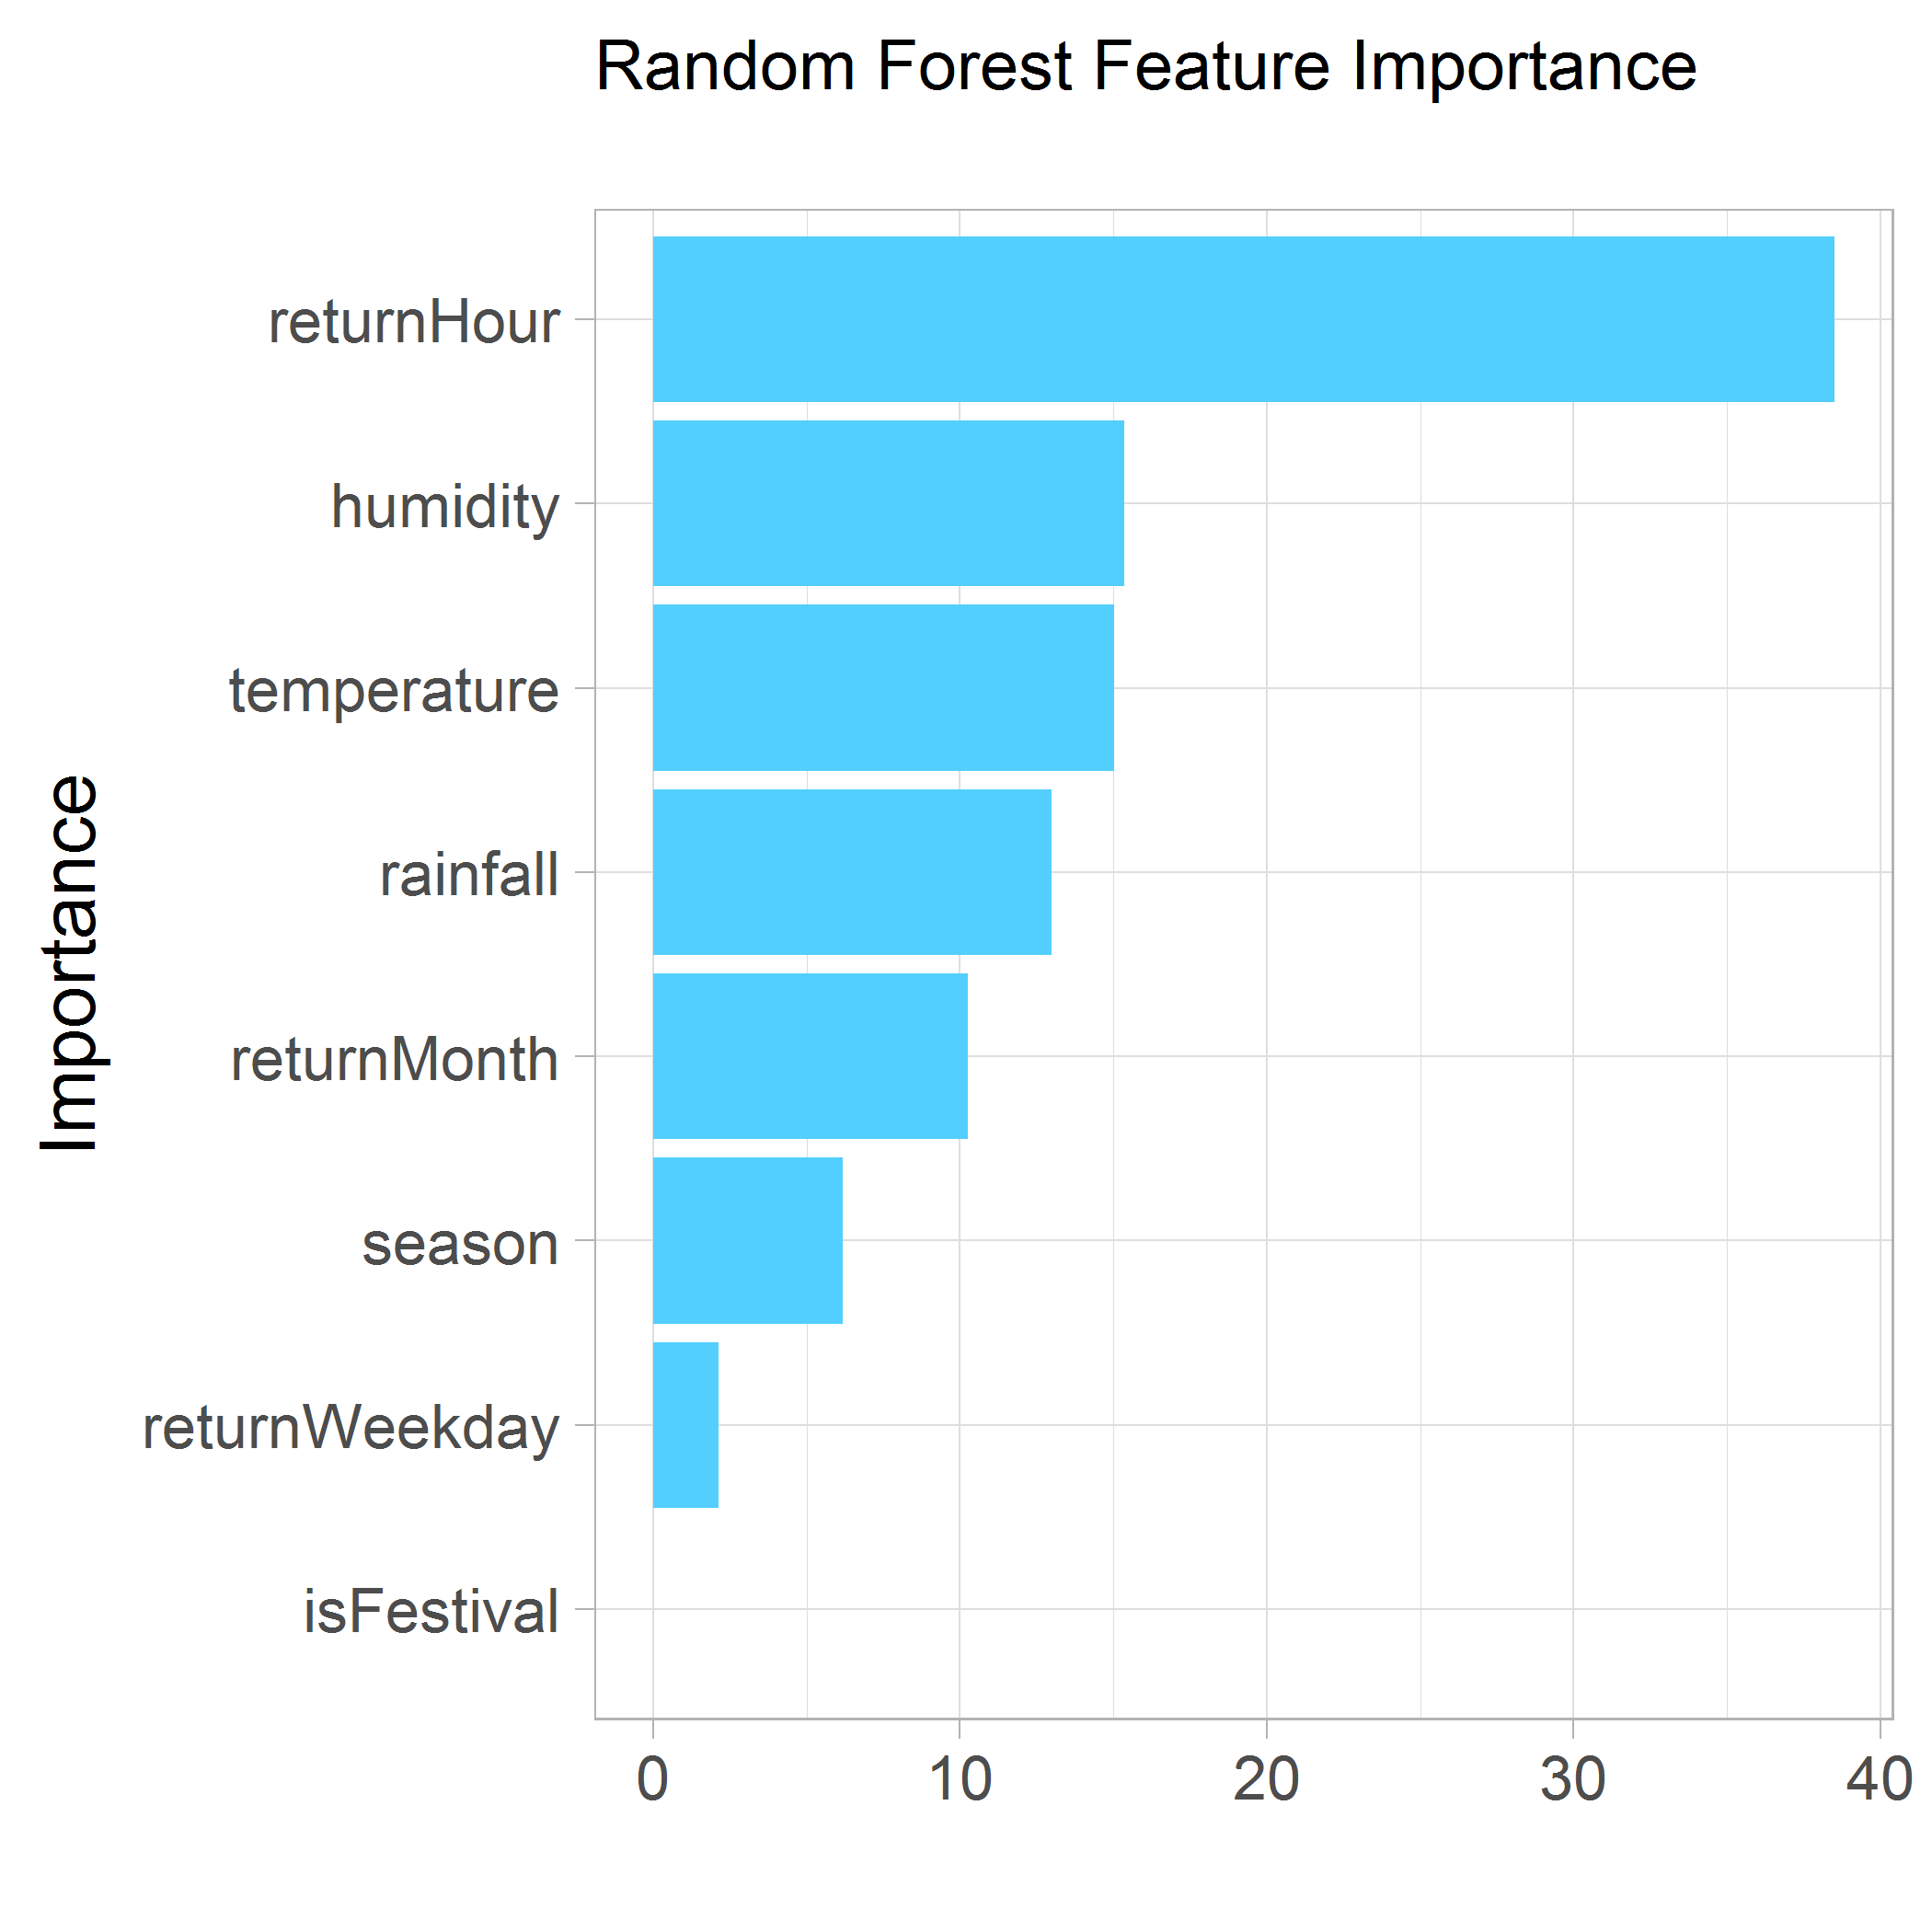 Random Forest Feature Importance
Importance
returnHour
humidity
temperature
rainfall
returnMonth
season
returnWeekday
isFestival
0 10 20 30 40